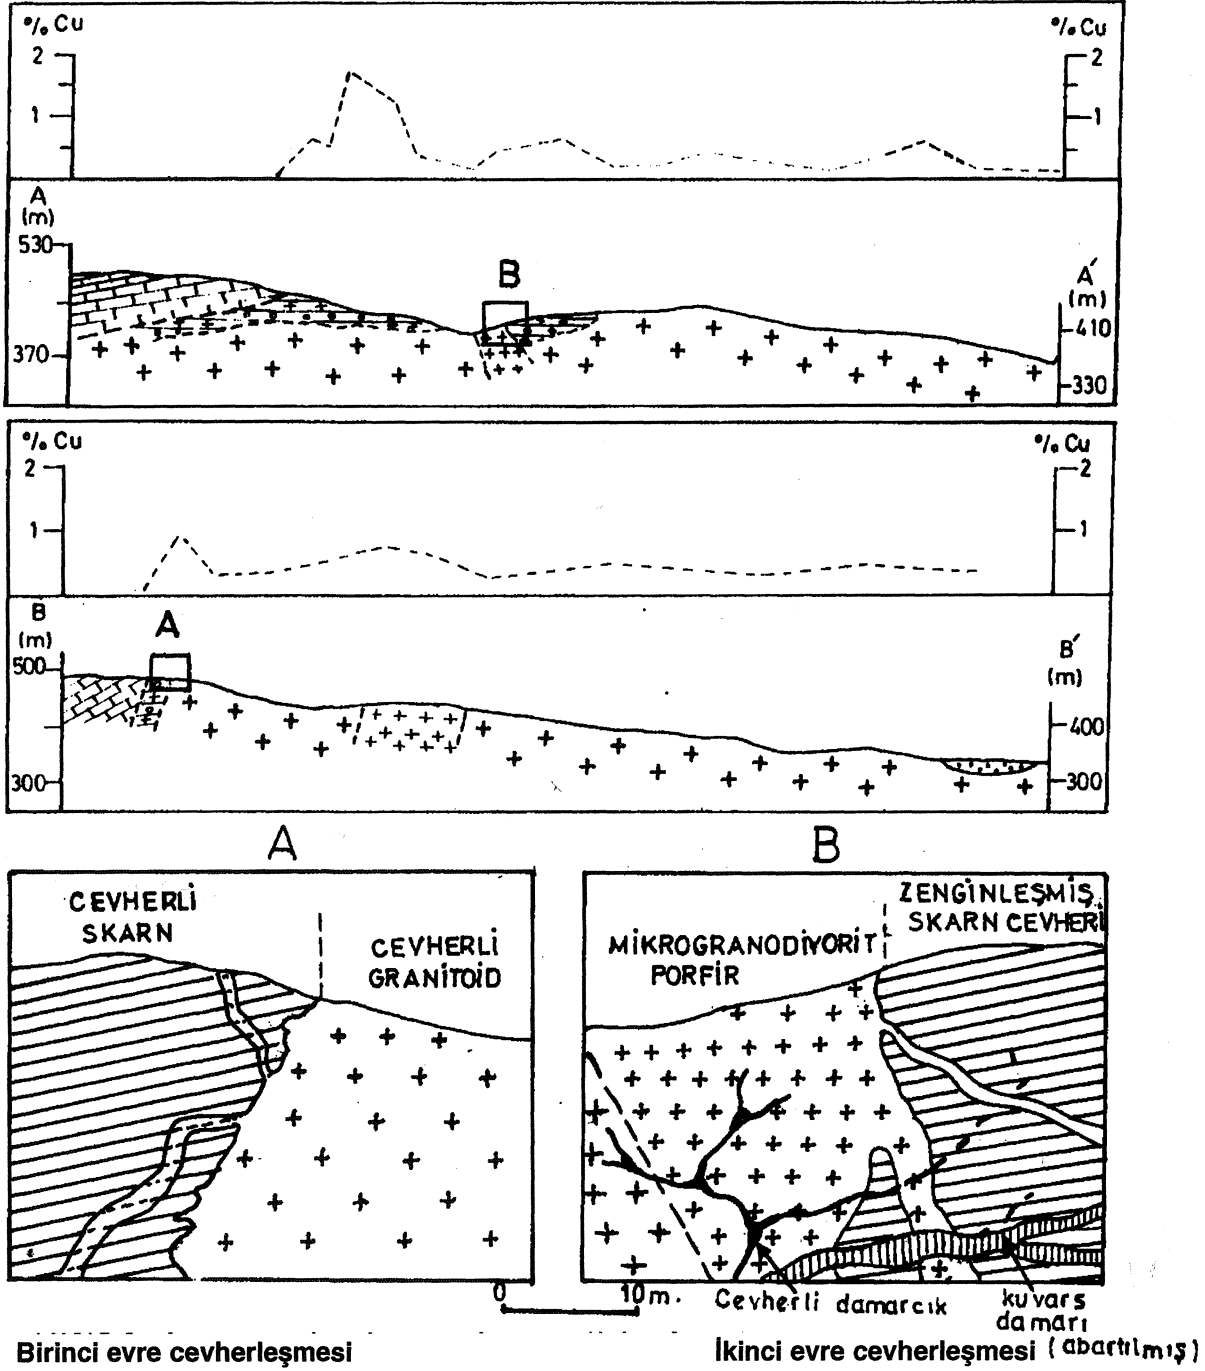 % Cu
2
1
% Cu
2
1
A
(m)
530
370
B
A´
(m)
410
330
% Cu
2
1
% Cu
2
1
B
(m)
500
300
A
B´
(m)
400
300
A
B
CEVHERLİ
SKARN
CEVHERLİ
GRANİTOİD
MİKROGRANODİYORİT
PORFİR
ZENGİNLEŞMİŞ
SKARN CEVHERİ
0 10 m.
Cevherli damarcık
kuvars
damarı
(abartılmış)
Birinci evre cevherleşmesi
İkinci evre cevherleşmesi